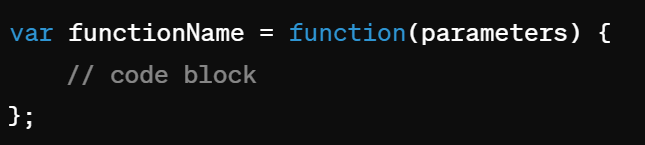 var functionName = function(parameters) {
    // code block
};